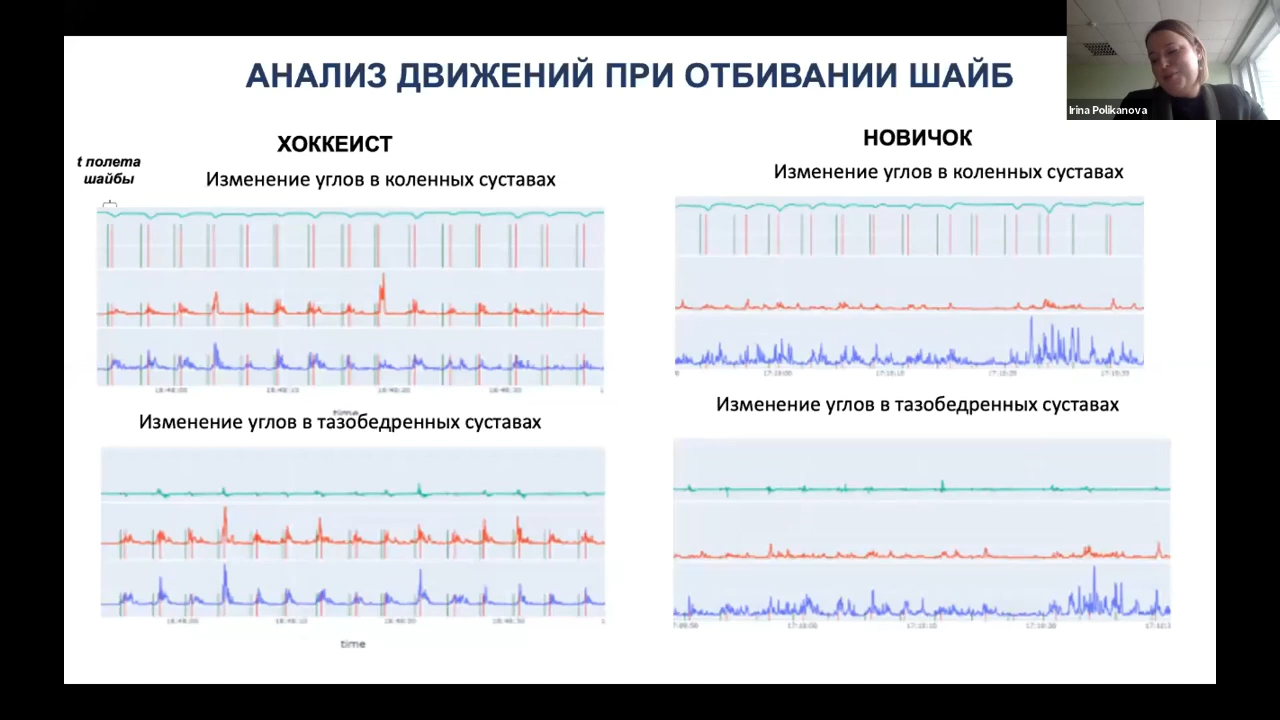 АНАЛИЗ ДВИЖЕНИЙ ПРИ ОТБИВАНИИ ШАЙБ
Irina Polikanova
ХОККЕИСТ
t полета
шайбы
Изменение углов в коленных суставах
time
Изменение углов в тазобедренных суставах
time
НОВИЧОК
Изменение углов в коленных суставах
Изменение углов в тазобедренных суставах